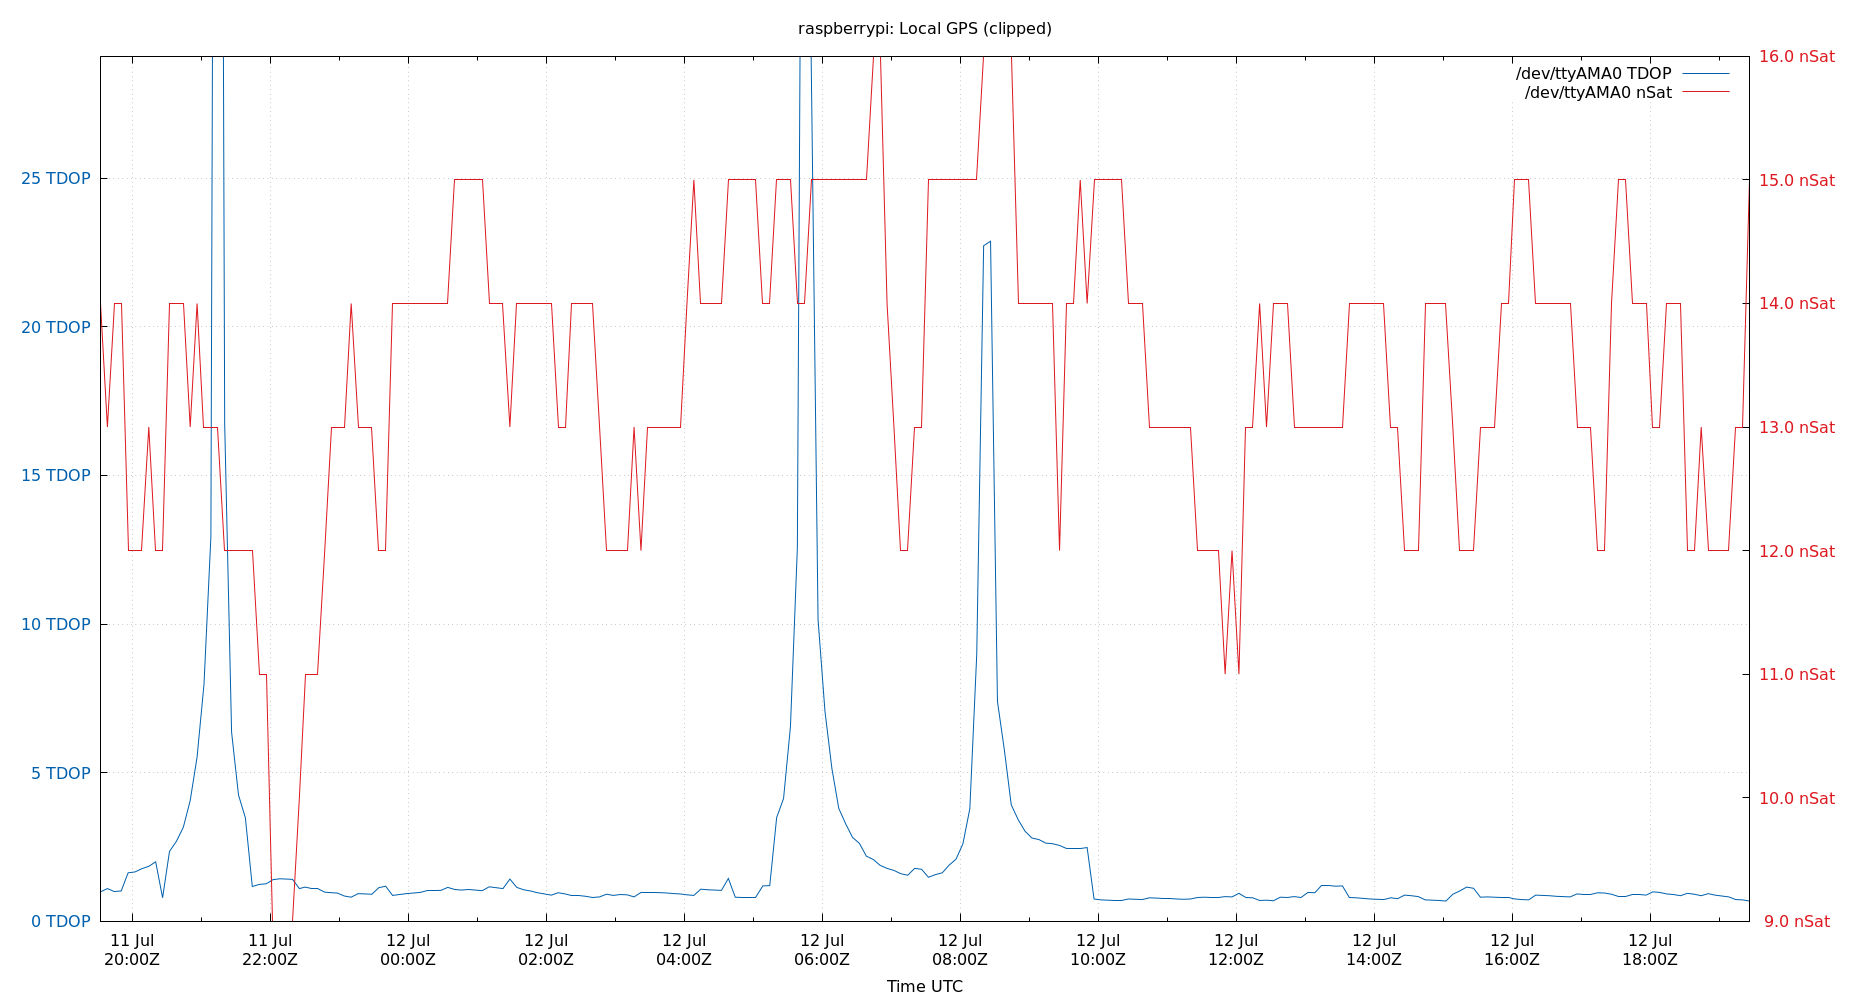 raspberrypi: Local GPS (clipped)
/dev/ttyAMA0 TDOP
/dev/ttyAMA0 nSat
25 TDOP
20 TDOP
15 TDOP
10 TDOP
5 TDOP
0 TDOP
16.0 nSat
15.0 nSat
14.0 nSat
13.0 nSat
12.0 nSat
11.0 nSat
10.0 nSat
9.0 nSat
11 Jul
20:00Z
11 Jul
22:00Z
12 Jul
00:00Z
12 Jul
02:00Z
12 Jul
04:00Z
12 Jul
06:00Z
12 Jul
08:00Z
12 Jul
10:00Z
12 Jul
12:00Z
12 Jul
14:00Z
12 Jul
16:00Z
12 Jul
18:00Z
Time UTC